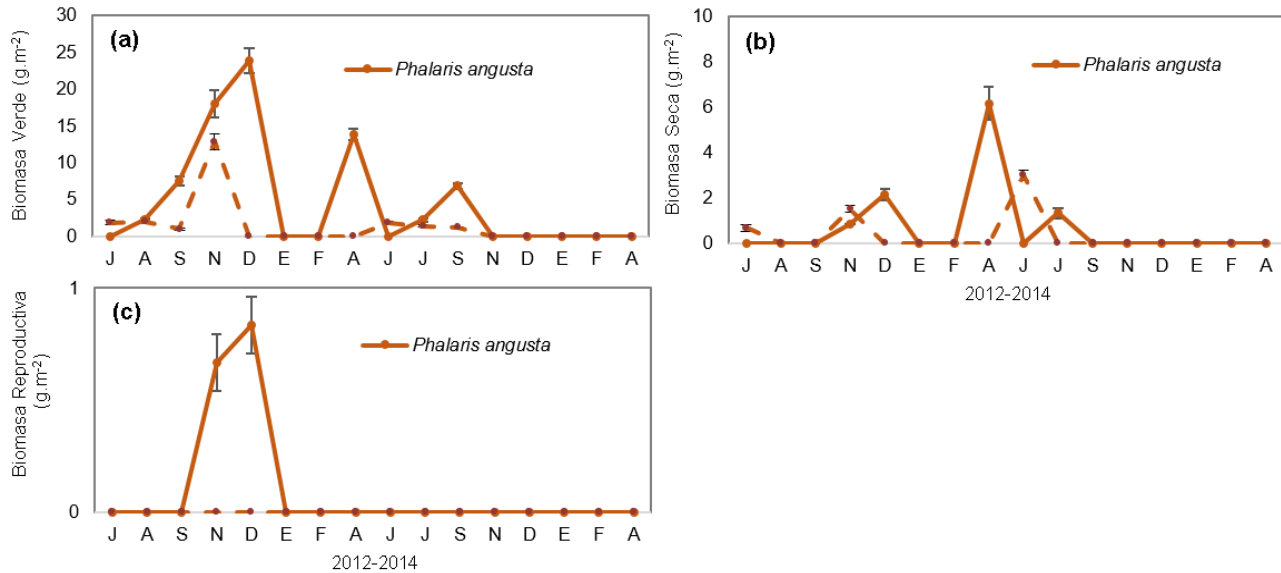 (a)
Phalaris angusta
Biomasa Verde (g.m-2)
30
25
20
15
10
5
0
J A S N D E F A J J S N D E F A
(b)
Phalaris angusta
Biomasa Seca (g.m-2)
10
8
6
4
2
0
J A S N D E F A J J S N D E F A
2012-2014
(c)
Phalaris angusta
Biomasa Reproductiva
(g.m-2)
1
0
J A S N D E F A J J S N D E F A
2012-2014